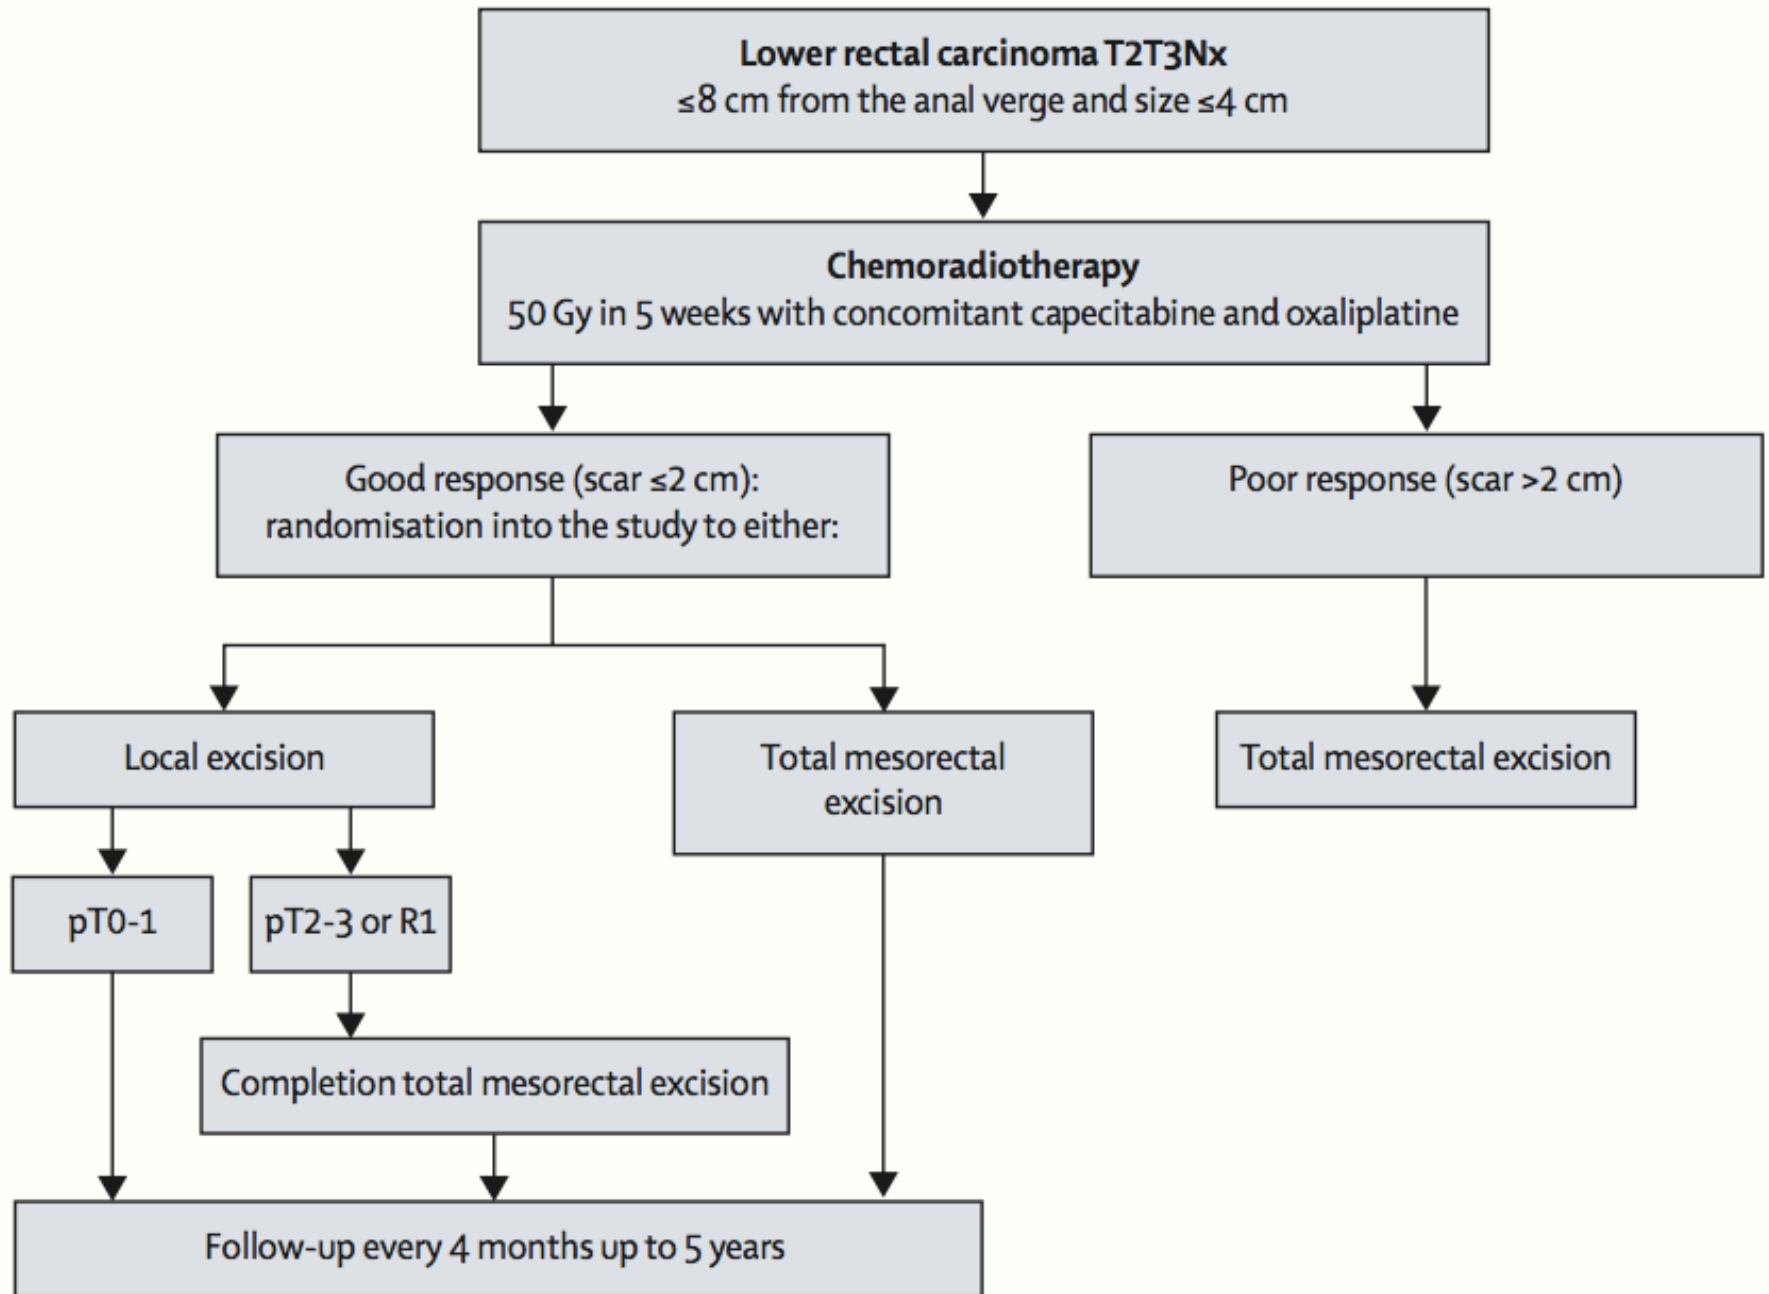 Lower rectal carcinoma T2T3Nx
≤8 cm from the anal verge and size ≤4 cm
Chemoradiotherapy
50 Gy in 5 weeks with concomitant capecitabine and oxaliplatine
Good response (scar ≤2 cm):
randomisation into the study to either:
Poor response (scar >2 cm)
Local excision
Total mesorectal
excision
Total mesorectal excision
pT0-1
pT2-3 or R1
Completion total mesorectal excision
Follow-up every 4 months up to 5 years